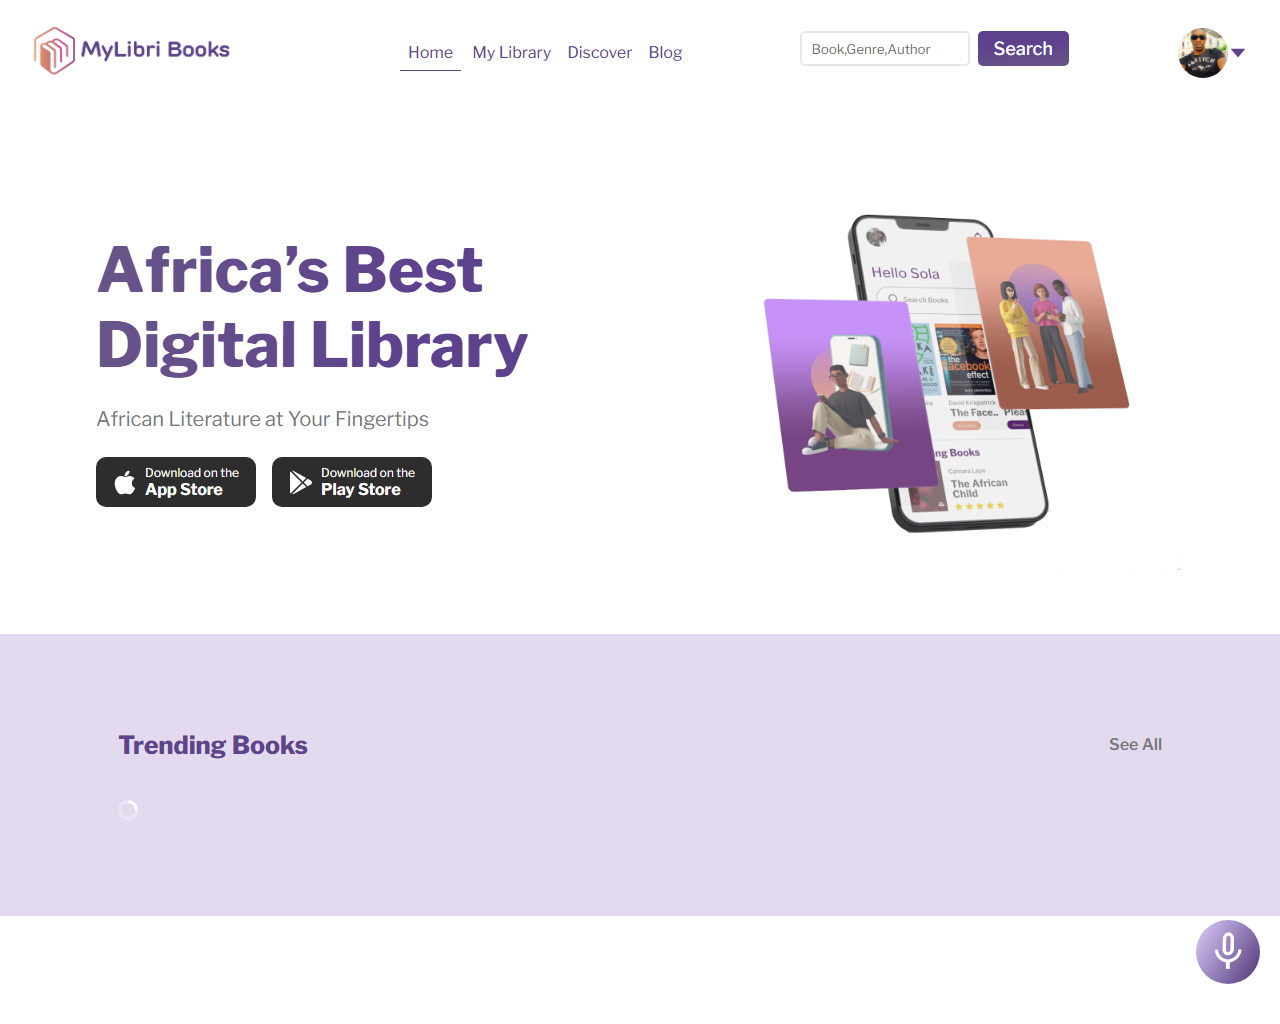 MyLibri Books
Home
My Library
Discover
Blog
Book,Genre,Author
Search
Africa's Best
Digital Library
African Literature at Your Fingertips
Download on the
App Store
Download on the
Play Store
Hello Sola
Search Books
the
facebook
effect
David Kirkpatrick
The Face..
The African
Child
Camara Laye
Books
Trending Books
See All